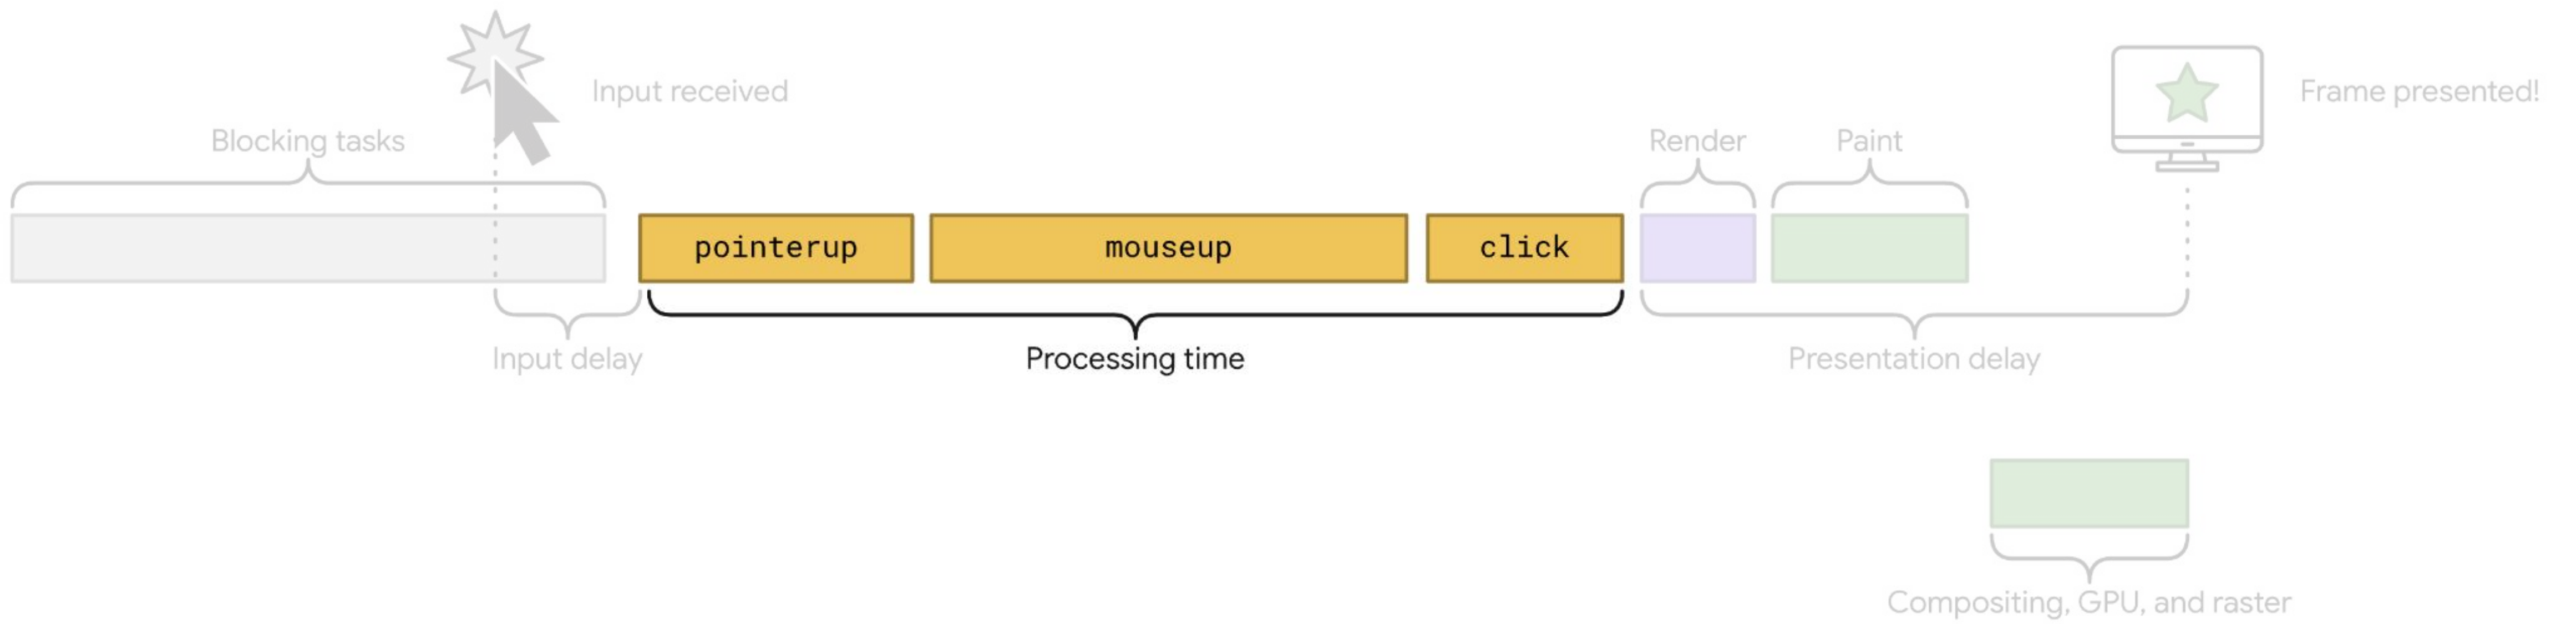 Input received
Frame presented!
Blocking tasks
Render
Paint
pointerup
mouseup
click
Input delay
Processing time
Presentation delay
Compositing, GPU, and raster